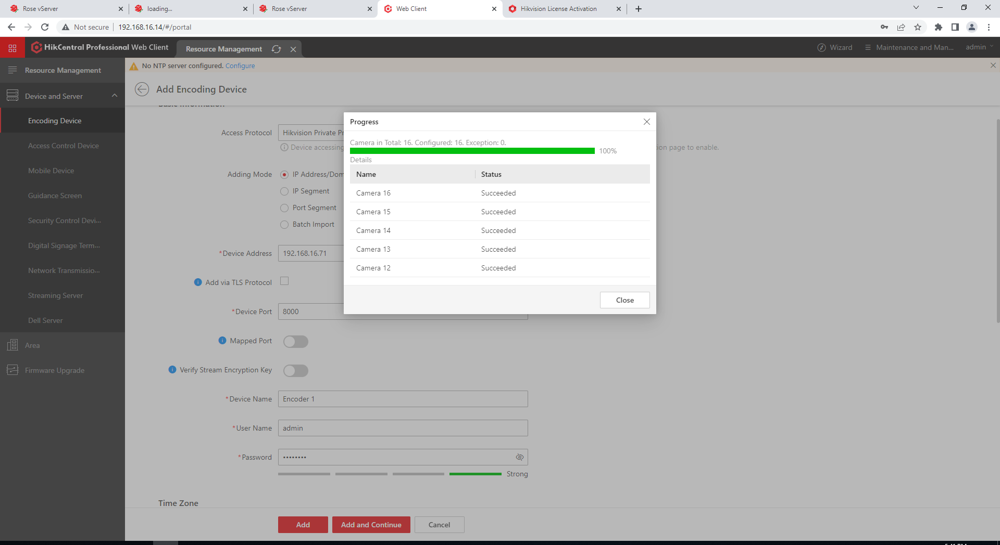 Rose vServer
loading...
Rose vServer
Web Client
Hikvision License Activation
Not secure
192.168.16.14/#/portal
HikCentral Professional Web Client
Resource Management
Wizard
Maintenance and Man...
admin
Resource Management
No NTP server configured. Configure
Device and Server
Add Encoding Device
Basic Information
Encoding Device
Access Control Device
Mobile Device
Guidance Screen
Security Control Devi...
Digital Signage Term...
Network Transmissio...
Streaming Server
Dell Server
Area
Firmware Upgrade
Access Protocol
Hikvision Private Pr
Device accessing
ion page to enable.
Adding Mode
IP Address/Dom
IP Segment
Port Segment
Batch Import
*Device Address
192.168.16.71
Add via TLS Protocol
*Device Port
8000
Mapped Port
Verify Stream Encryption Key
*Device Name
Encoder 1
*User Name
admin
*Password
••••••••
Strong
Time Zone
Add
Add and Continue
Cancel
Progress
Camera in Total: 16. Configured: 16. Exception: 0.
100%
Details
Name Status
Camera 16 Succeeded
Camera 15 Succeeded
Camera 14 Succeeded
Camera 13 Succeeded
Camera 12 Succeeded
Close